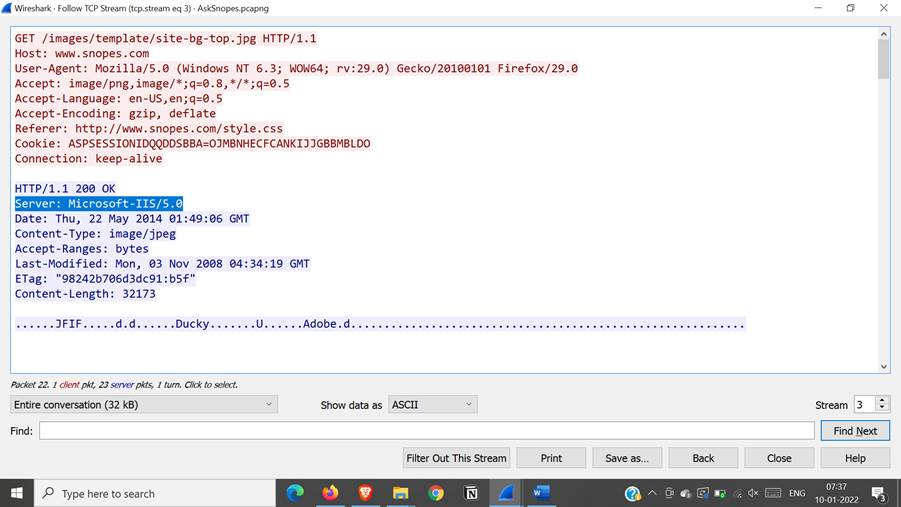 Wireshark · Follow TCP Stream (tcp.stream eq 3) · AskSnopes.pcapng
GET /images/template/site-bg-top.jpg HTTP/1.1
Host: www.snopes.com
User-Agent: Mozilla/5.0 (Windows NT 6.3; WOW64; rv:29.0) Gecko/20100101 Firefox/29.0
Accept: image/png,image/*;q=0.8,*/*;q=0.5
Accept-Language: en-US,en;q=0.5
Accept-Encoding: gzip, deflate
Referer: http://www.snopes.com/style.css
Cookie: ASPSESSIONIDQQDDSBBA=OJMBNHECFCANKIJJGBBMBLDO
Connection: keep-alive
HTTP/1.1 200 OK
Server: Microsoft-IIS/5.0
Date: Thu, 22 May 2014 01:49:06 GMT
Content-Type: image/jpeg
Accept-Ranges: bytes
Last-Modified: Mon, 03 Nov 2008 04:34:19 GMT
ETag: "98242b706d3dc91:b5f"
Content-Length: 32173
......JFIF.....d.d......Ducky.......U......Adobe.d...........................................................
Packet 22. 1 client pkt, 23 server pkts, 1 turn. Click to select.
Entire conversation (32 kB) Show data as ASCII Stream 3
Find: Find Next
Filter Out This Stream Print Save as... Back Close Help
Type here to search ENG 07:37
10-01-2022 3